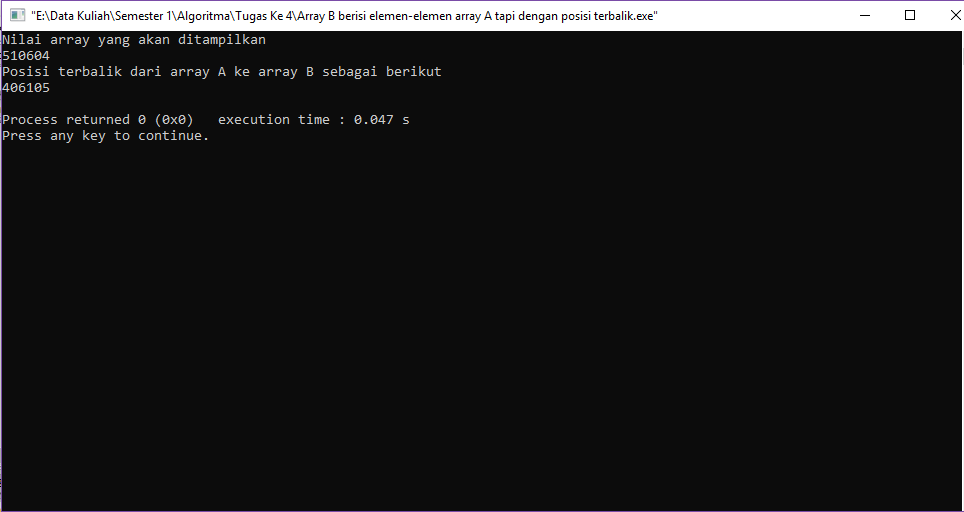 "E:\Data Kuliah\Semester 1\Algoritma\Tugas Ke 4\Array B berisi elemen-elemen array A tapi dengan posisi terbalik.exe"
Nilai array yang akan ditampilkan
510604
Posisi terbalik dari array A ke array B sebagai berikut
406105
Process returned 0 (0x0)   execution time : 0.047 s
Press any key to continue.